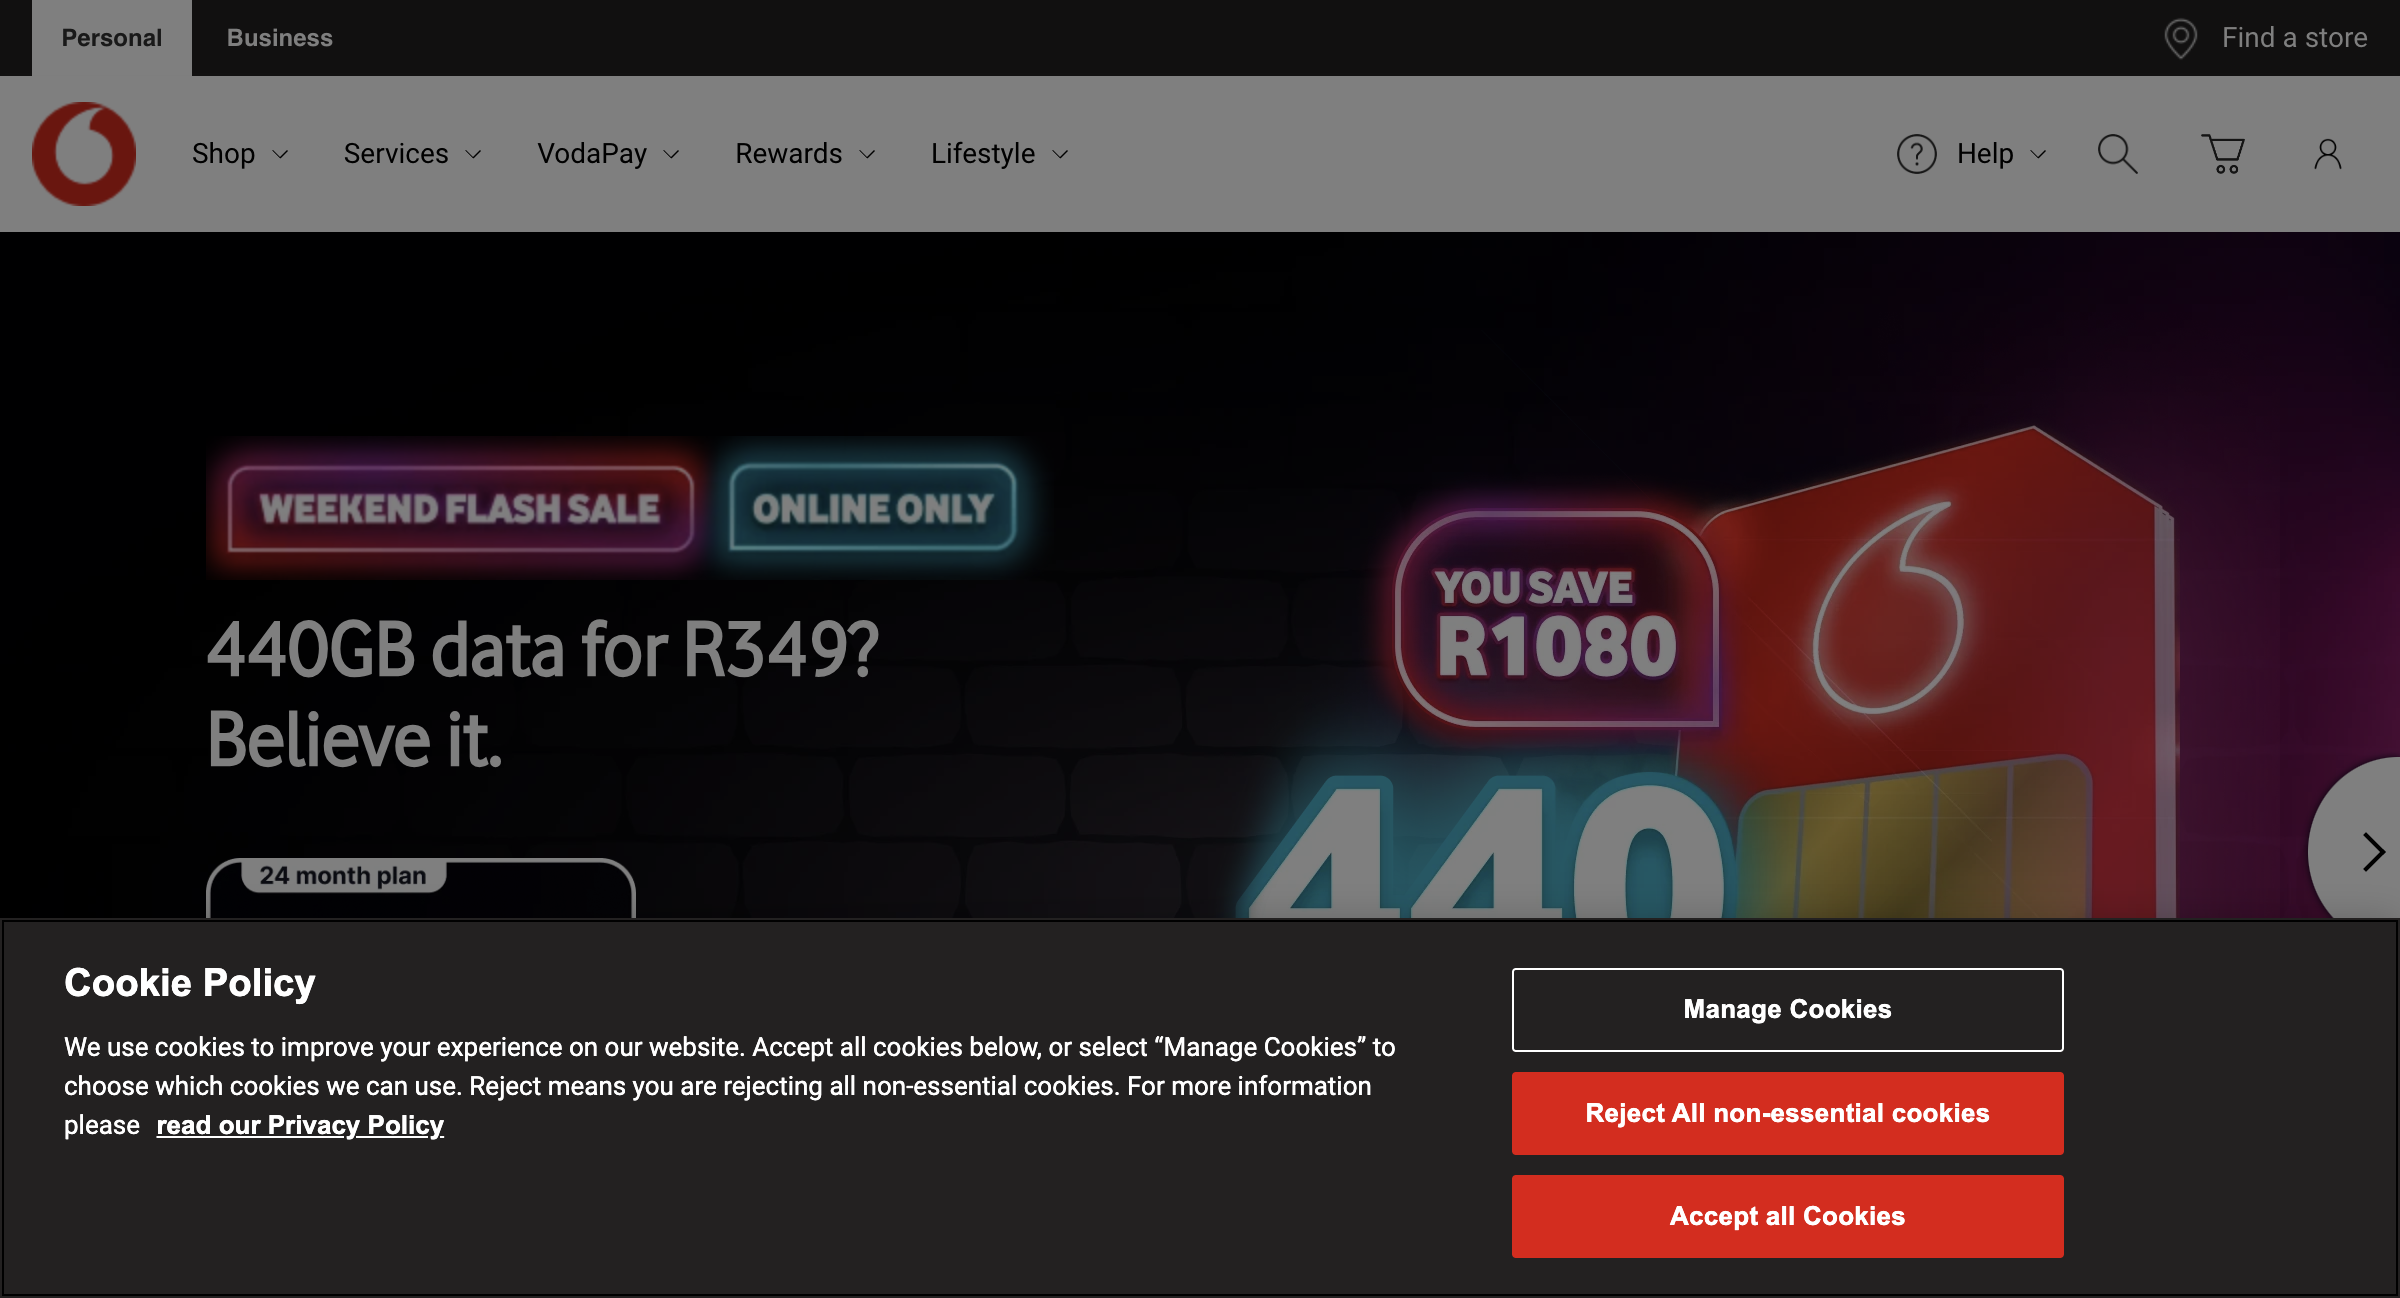 Personal
Business
Find a store
Shop
Services
VodaPay
Rewards
Lifestyle
Help
WEEKEND FLASH SALE
ONLINE ONLY
440GB data for R349?
Believe it.
24 month plan
YOU SAVE
R1080
440
Cookie Policy
We use cookies to improve your experience on our website. Accept all cookies below, or select “Manage Cookies” to
choose which cookies we can use. Reject means you are rejecting all non-essential cookies. For more information
please read our Privacy Policy
Manage Cookies
Reject All non-essential cookies
Accept all Cookies